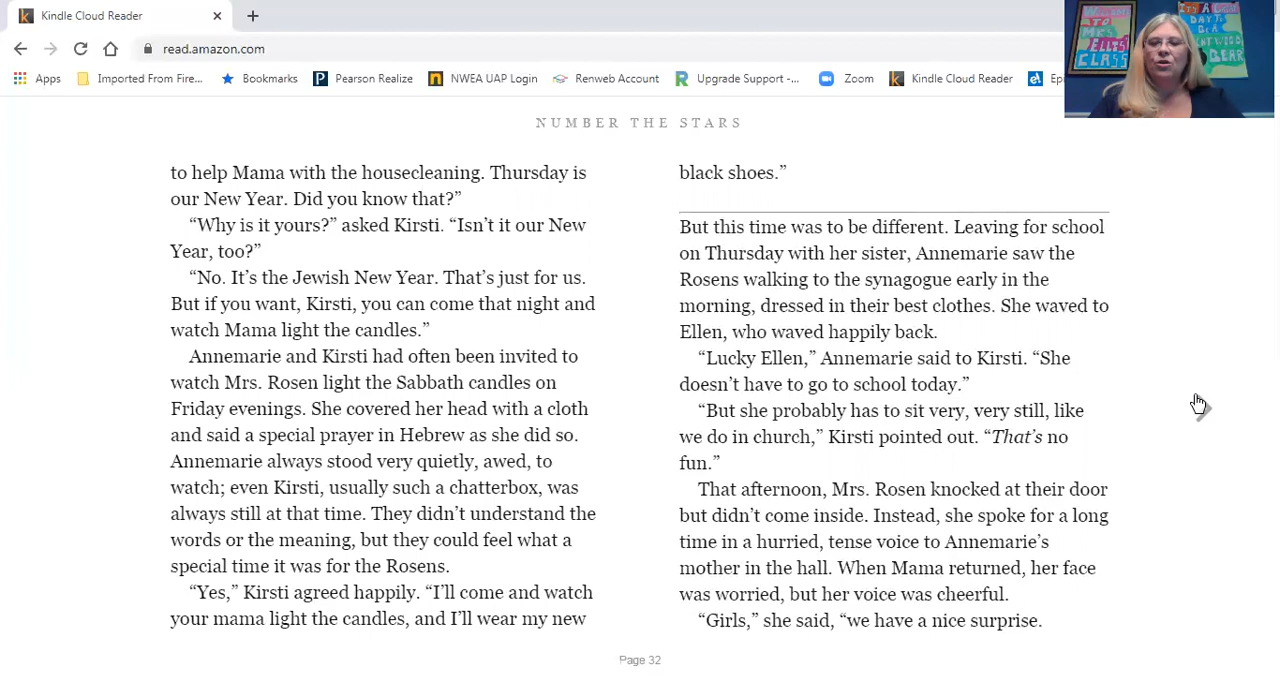 Kindle Cloud Reader
read.amazon.com
Apps
Imported From Fire...
Bookmarks
Pearson Realize
NWEA UAP Login
Renweb Account
Upgrade Support -...
Zoom
Kindle Cloud Reader
WELCOME
TO
MRS
ELLIS'
CLASS
DAY TO
BE A
BEAR
NUMBER THE STARS
to help Mama with the housecleaning. Thursday is
our New Year. Did you know that?”
“Why is it yours?” asked Kirsti. “Isn’t it our New
Year, too?”
“No. It’s the Jewish New Year. That’s just for us.
But if you want, Kirsti, you can come that night and
watch Mama light the candles.”
Annemarie and Kirsti had often been invited to
watch Mrs. Rosen light the Sabbath candles on
Friday evenings. She covered her head with a cloth
and said a special prayer in Hebrew as she did so.
Annemarie always stood very quietly, awed, to
watch; even Kirsti, usually such a chatterbox, was
always still at that time. They didn’t understand the
words or the meaning, but they could feel what a
special time it was for the Rosens.
“Yes,” Kirsti agreed happily. “I’ll come and watch
your mama light the candles, and I’ll wear my new
black shoes.”
But this time was to be different. Leaving for school
on Thursday with her sister, Annemarie saw the
Rosens walking to the synagogue early in the
morning, dressed in their best clothes. She waved to
Ellen, who waved happily back.
“Lucky Ellen,” Annemarie said to Kirsti. “She
doesn’t have to go to school today.”
“But she probably has to sit very, very still, like
we do in church,” Kirsti pointed out. “That’s no
fun.”
That afternoon, Mrs. Rosen knocked at their door
but didn’t come inside. Instead, she spoke for a long
time in a hurried, tense voice to Annemarie’s
mother in the hall. When Mama returned, her face
was worried, but her voice was cheerful.
“Girls,” she said, “we have a nice surprise.
Page 32